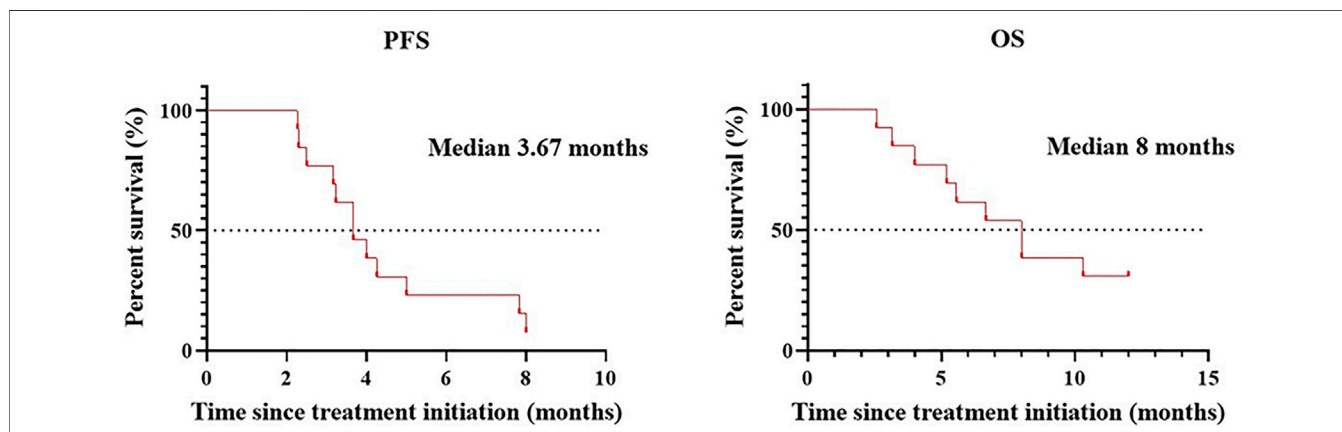 PFS
Percent survival (%)
100
50
0
Median 3.67 months
0 2 4 6 8 10
Time since treatment initiation (months)
OS
Percent survival (%)
100
50
0
Median 8 months
0 5 10 15
Time since treatment initiation (months)